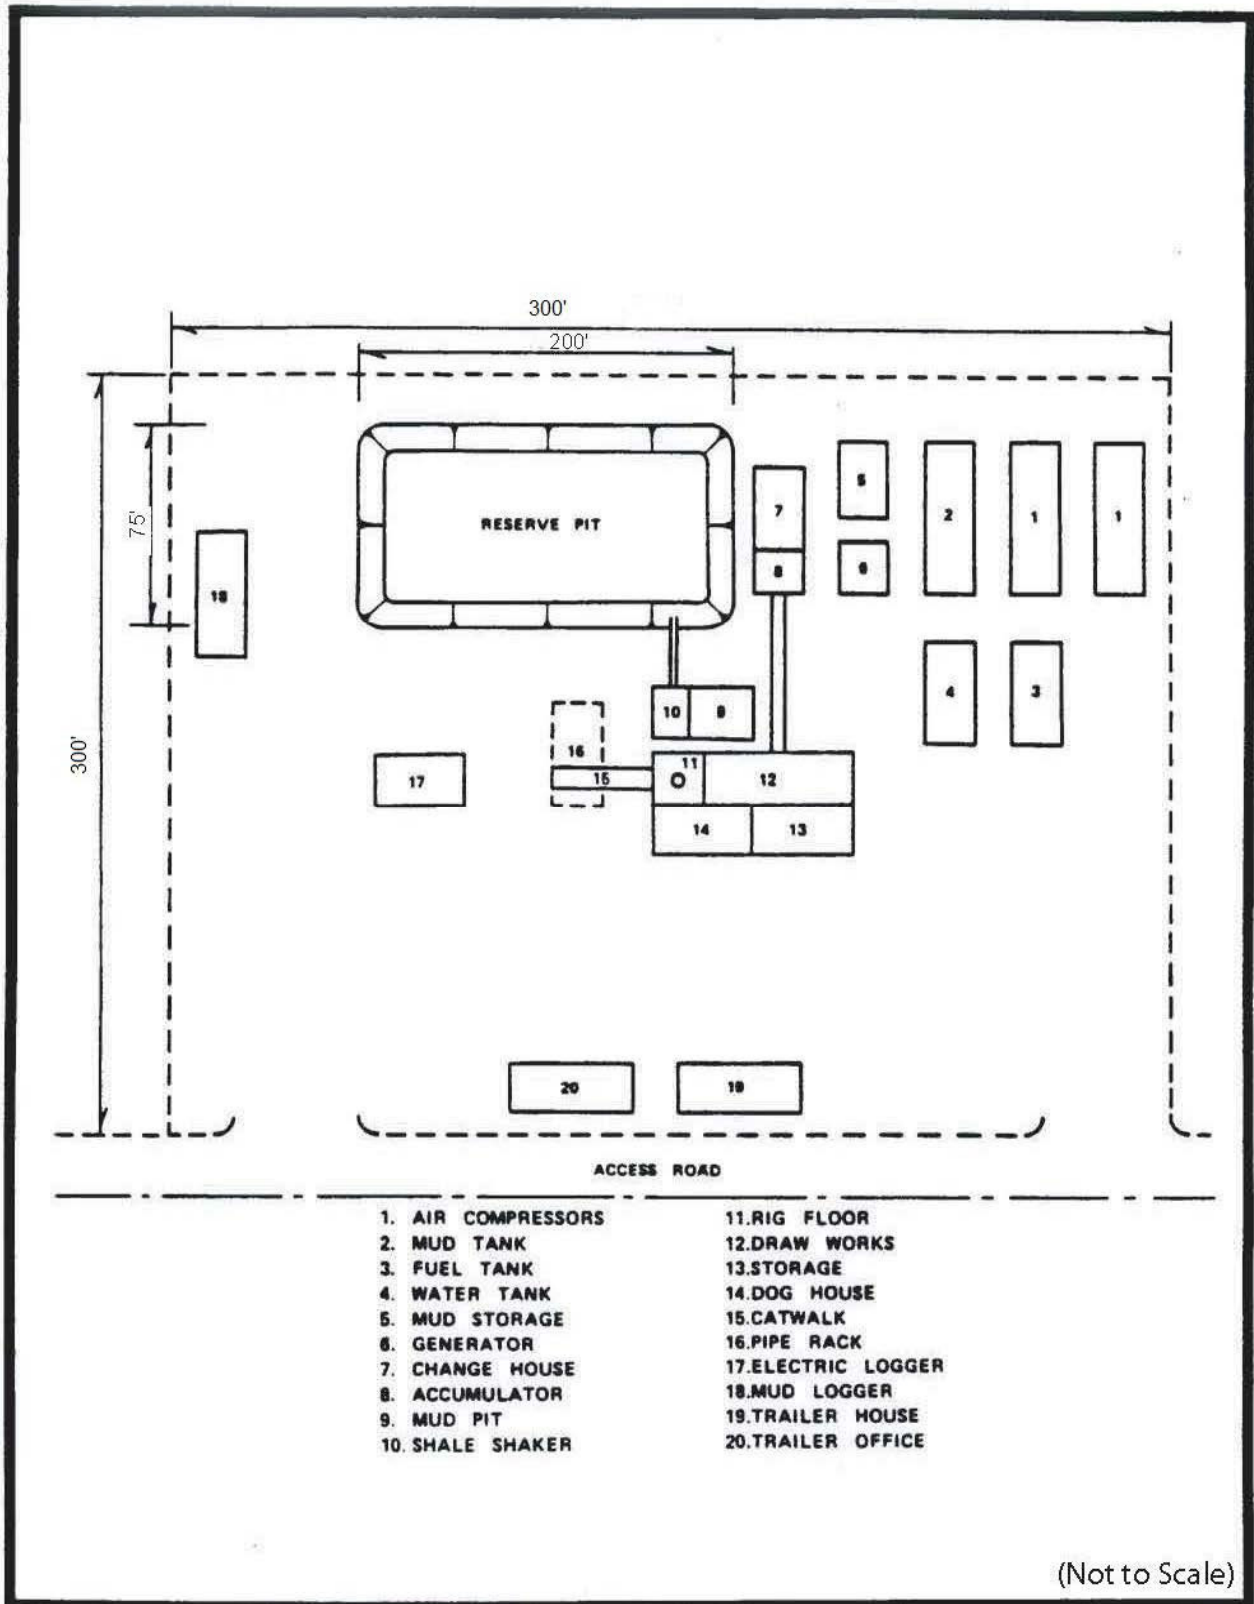 300'
200'
75'
300'
RESERVE PIT
7
8
5
6
2
1
1
18
4
3
10
9
16
15
11
12
17
14
13
20
19
ACCESS ROAD
1. AIR COMPRESSORS
2. MUD TANK
3. FUEL TANK
4. WATER TANK
5. MUD STORAGE
6. GENERATOR
7. CHANGE HOUSE
8. ACCUMULATOR
9. MUD PIT
10. SHALE SHAKER
11.RIG FLOOR
12.DRAW WORKS
13.STORAGE
14.DOG HOUSE
15.CATWALK
16.PIPE RACK
17.ELECTRIC LOGGER
18.MUD LOGGER
19.TRAILER HOUSE
20.TRAILER OFFICE
(Not to Scale)